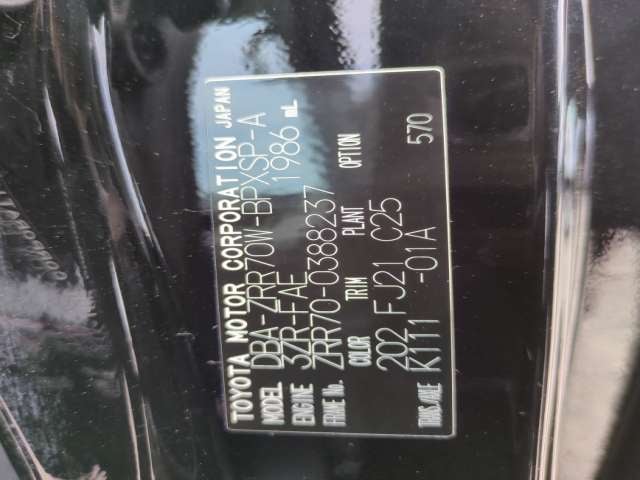 TOYOTA MOTOR CORPORATION JAPAN
MODEL DBA-ZRR70W-BPXSP-A
ENGINE 3ZR-FAE 1986 mL
FRAME No. ZRR70-0388237
COLOR TRIM PLANT OPTION
202 FJ21 C25
TRANS./AXLE K111 -01A 570